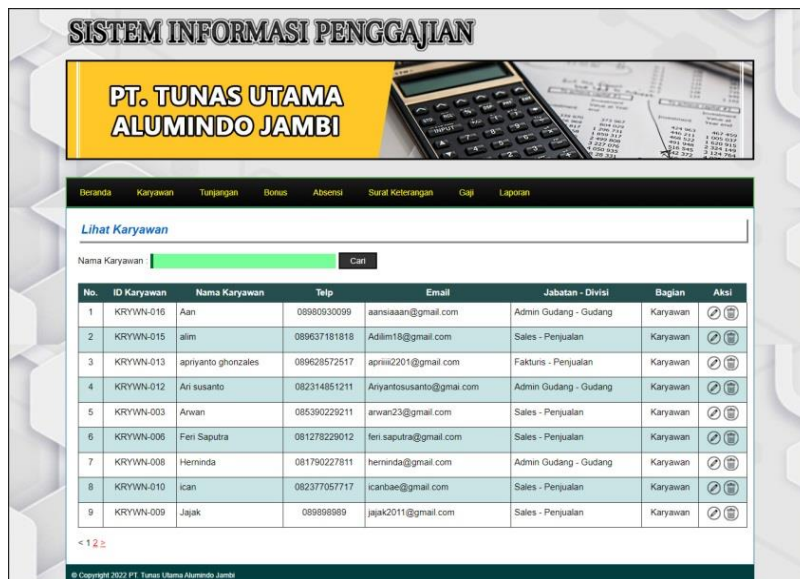 SISTEM INFORMASI PENGGAJIAN
PT. TUNAS UTAMA
ALUMINDO JAMBI
Beranda Karyawan Tunjangan Bonus Absensi Surat Keterangan Gaji Laporan
Lihat Karyawan
Nama Karyawan : Cari
No. ID Karyawan Nama Karyawan Telp Email Jabatan - Divisi Bagian Aksi
1 KRYWN-016 Aan 08980930099 aansiaaan@gmail.com Admin Gudang - Gudang Karyawan
2 KRYWN-015 alim 089637181818 Adilim18@gmail.com Sales - Penjualan Karyawan
3 KRYWN-013 apriyanto ghonzales 089628572517 apriiii2201@gmail.com Fakturis - Penjualan Karyawan
4 KRYWN-012 Ari susanto 082314851211 Ariyantosusanto@gmai.com Admin Gudang - Gudang Karyawan
5 KRYWN-003 Arwan 085390229211 arwan23@gmail.com Sales - Penjualan Karyawan
6 KRYWN-006 Feri Saputra 081278229012 feri.saputra@gmail.com Sales - Penjualan Karyawan
7 KRYWN-008 Herninda 081790227811 herninda@gmail.com Admin Gudang - Gudang Karyawan
8 KRYWN-010 ican 082377057717 icanbae@gmail.com Sales - Penjualan Karyawan
9 KRYWN-009 Jajak 089898989 jajak2011@gmail.com Sales - Penjualan Karyawan
< 1 2 >
© Copyright 2022 PT. Tunas Utama Alumindo Jambi